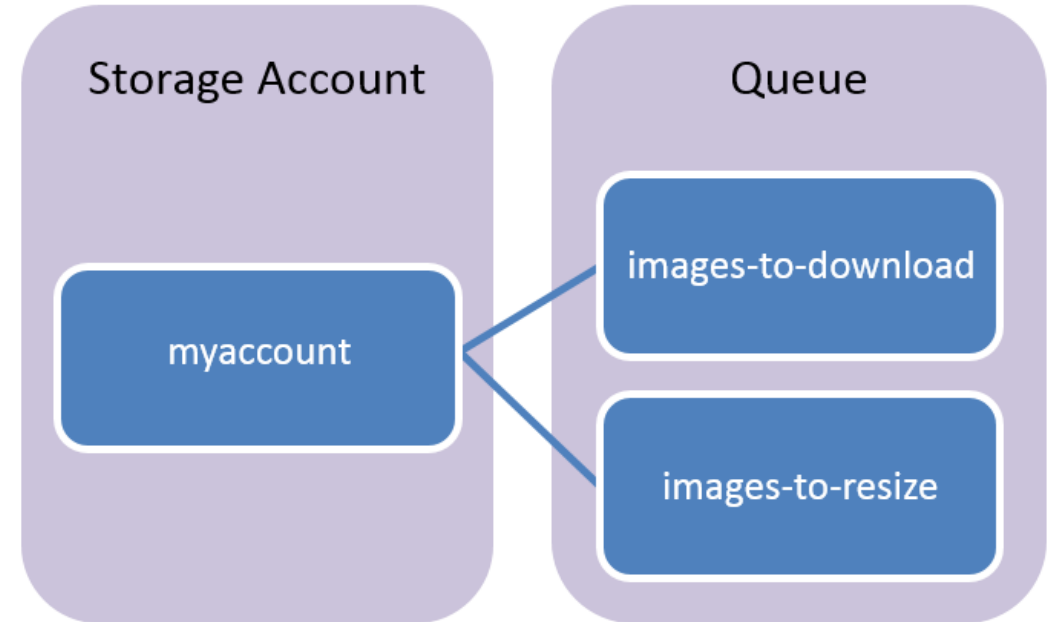 Storage Account
Queue
myaccount
images-to-download
images-to-resize